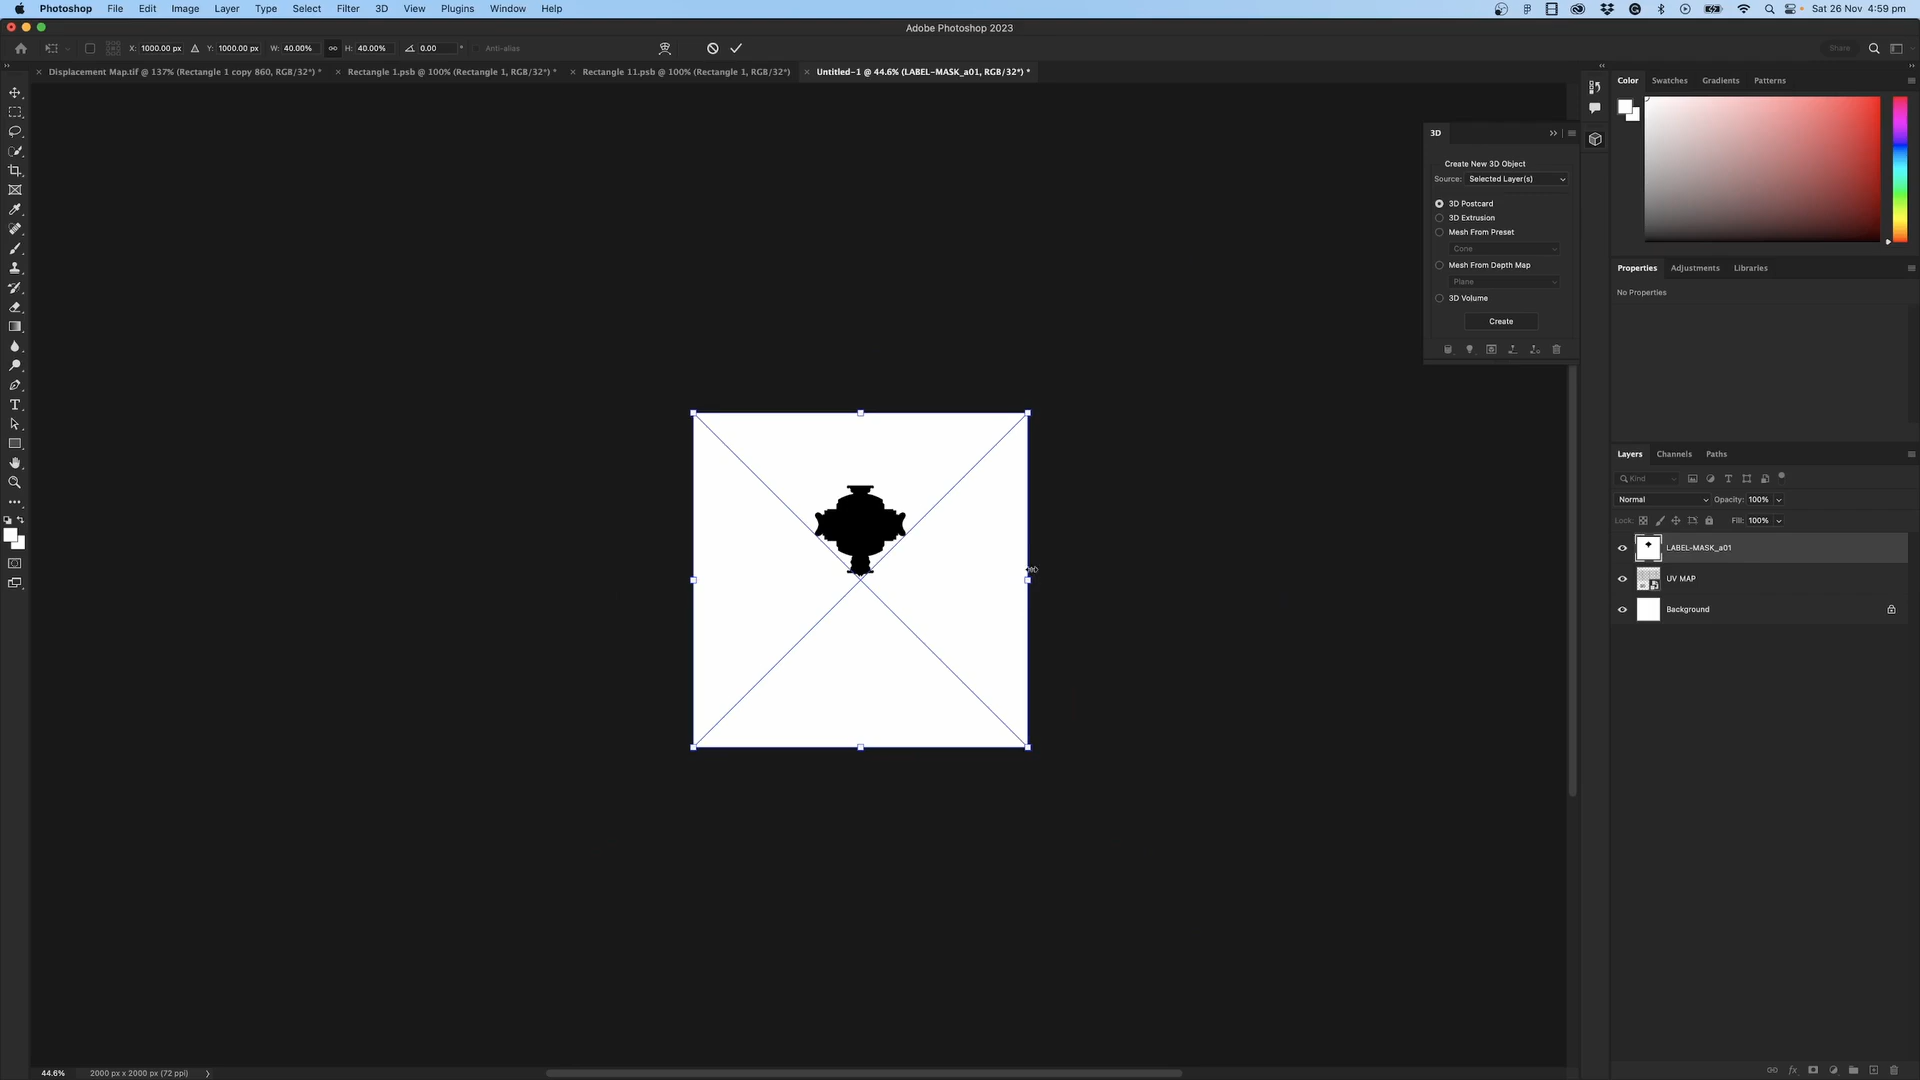 Photoshop File Edit Image Layer Type Select Filter 3D View Plugins Window Help Sat 26 Nov 4:59 pm
Adobe Photoshop 2023
X: 1000.00 px Y: 1000.00 px W: 40.00% H: 40.00% 0.00 ° Anti-alias Share
Displacement Map.tif @ 137% (Rectangle 1 copy 860, RGB/32*) * Rectangle 1.psb @ 100% (Rectangle 1, RGB/32*) * Rectangle 11.psb @ 100% (Rectangle 1, RGB/32*) Untitled-1 @ 44.6% (LABEL-MASK_a01, RGB/32*) *
Color Swatches Gradients Patterns
3D
Create New 3D Object
Source: Selected Layer(s)
3D Postcard
3D Extrusion
Mesh From Preset
Cone
Mesh From Depth Map
Plane
3D Volume
Create
Properties Adjustments Libraries
No Properties
Layers Channels Paths
Kind
Normal Opacity: 100%
Lock: Fill: 100%
LABEL-MASK_a01
UV MAP
Background
44.6% 2000 px x 2000 px (72 ppi)